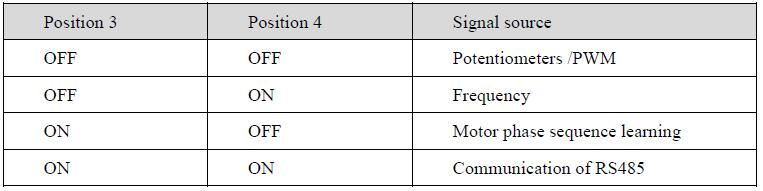 Position 3 Position 4 Signal source
OFF OFF Potentiometers /PWM
OFF ON Frequency
ON OFF Motor phase sequence learning
ON ON Communication of RS485